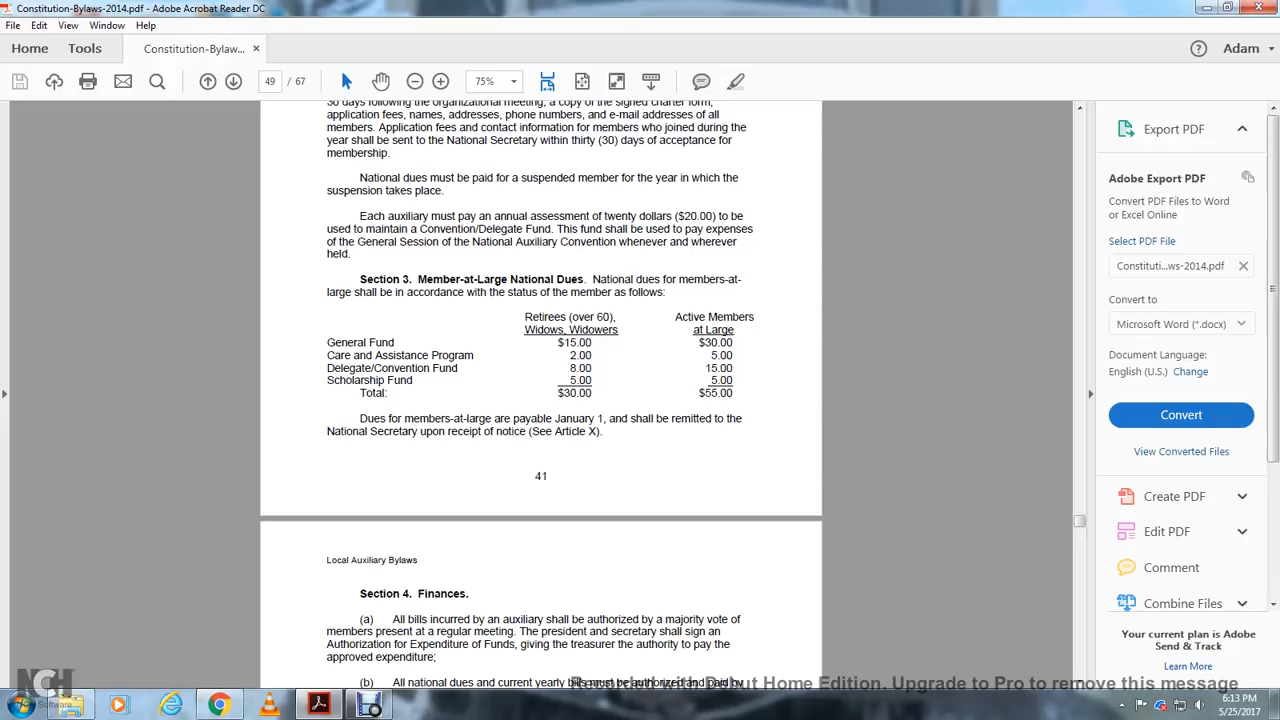 Constitution-Bylaws-2014.pdf - Adobe Acrobat Reader DC
File Edit View Window Help
Home Tools Constitution-Bylaw... × Adam
49 / 67 75%
30 days following the organizational meeting, a copy of the signed charter form,
application fees, names, addresses, phone numbers, and e-mail addresses of all
members. Application fees and contact information for members who joined during the
year shall be sent to the National Secretary within thirty (30) days of acceptance for
membership.
National dues must be paid for a suspended member for the year in which the
suspension takes place.
Each auxiliary must pay an annual assessment of twenty dollars ($20.00) to be
used to maintain a Convention/Delegate Fund. This fund shall be used to pay expenses
of the General Session of the National Auxiliary Convention whenever and wherever
held.
Section 3. Member-at-Large National Dues. National dues for members-at-
large shall be in accordance with the status of the member as follows:
Retirees (over 60), Active Members
Widows, Widowers at Large
General Fund $15.00 $30.00
Care and Assistance Program 2.00 5.00
Delegate/Convention Fund 8.00 15.00
Scholarship Fund 5.00 5.00
Total: $30.00 $55.00
Dues for members-at-large are payable January 1, and shall be remitted to the
National Secretary upon receipt of notice (See Article X).
41
Local Auxiliary Bylaws
Section 4. Finances.
(a) All bills incurred by an auxiliary shall be authorized by a majority vote of
members present at a regular meeting. The president and secretary shall sign an
Authorization for Expenditure of Funds, giving the treasurer the authority to pay the
approved expenditure;
(b) All national dues and current yearly bills must be authorized and paid by
Export PDF
Adobe Export PDF
Convert PDF Files to Word
or Excel Online
Select PDF File
Constituti...ws-2014.pdf
Convert to
Microsoft Word (*.docx)
Document Language:
English (U.S.) Change
Convert
View Converted Files
Create PDF
Edit PDF
Comment
Combine Files
Your current plan is Adobe
Send & Track
Learn More
NCH
Software
Home Edition. Upgrade to Pro to remove this message
6:13 PM
5/25/2017